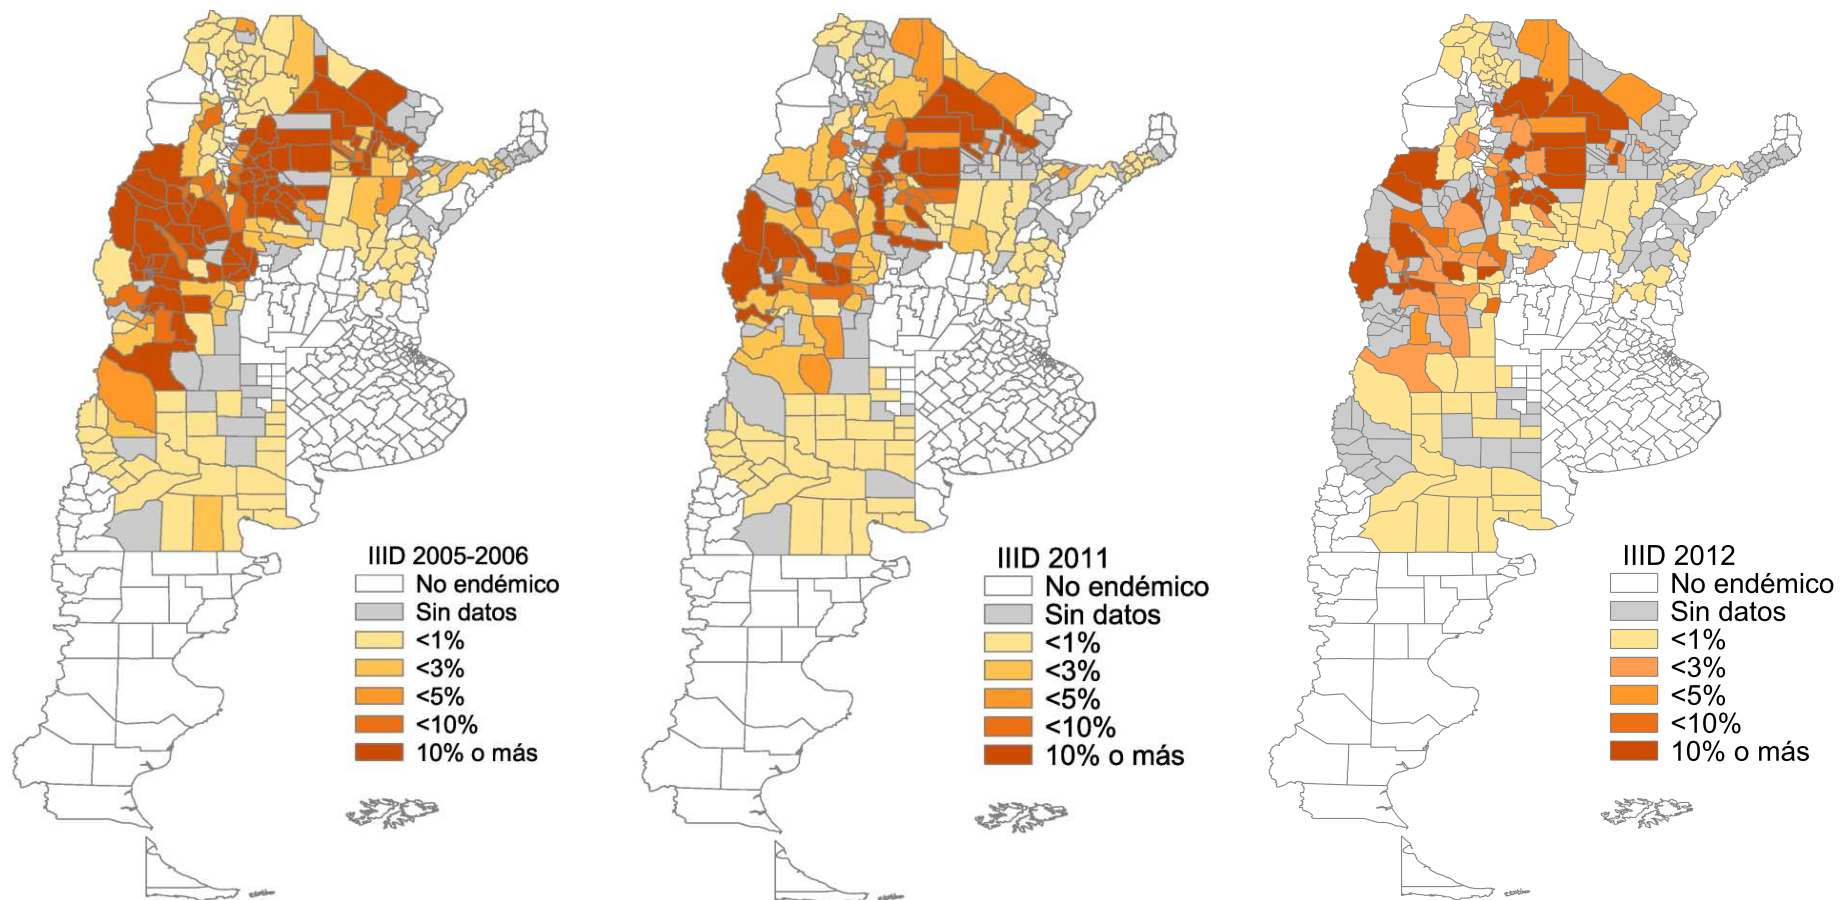 IIID 2005-2006
No endémico
Sin datos
<1%
<3%
<5%
<10%
10% o más
IIID 2011
No endémico
Sin datos
<1%
<3%
<5%
<10%
10% o más
IIID 2012
No endémico
Sin datos
<1%
<3%
<5%
<10%
10% o más